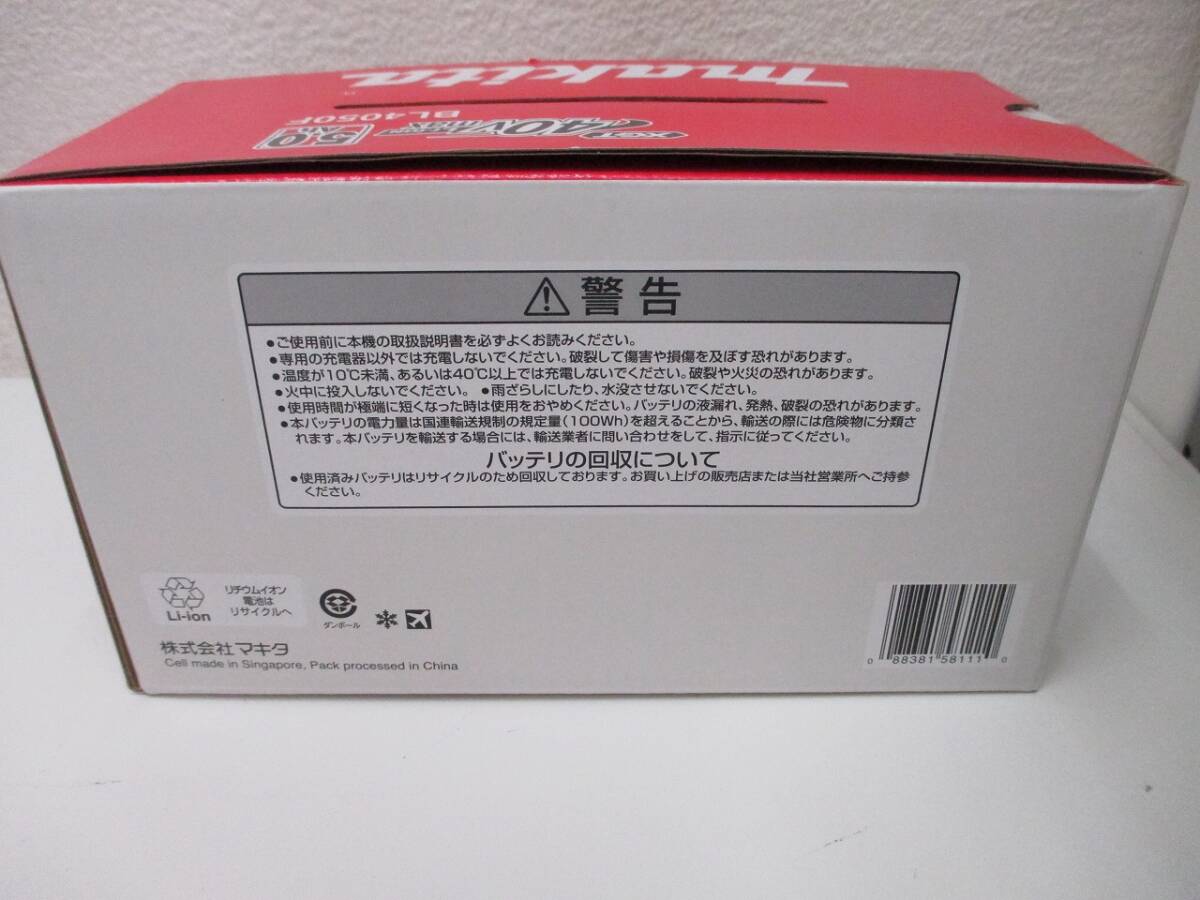 makita
XGT 40Vmax
5.0Ah
BL4050F
警告
●ご使用前に本機の取扱説明書を必ずよくお読みください。
●専用の充電器以外では充電しないでください。破裂して傷害や損傷を及ぼす恐れがあります。
●温度が10℃未満、あるいは40℃以上では充電しないでください。破裂や火災の恐れがあります。
●火中に投入しないでください。 ●雨ざらしにしたり、水没させないでください。
●使用時間が極端に短くなった時は使用をおやめください。バッテリの液漏れ、発熱、破裂の恐れがあります。
●本バッテリの電力量は国連輸送規制の規定量(100Wh)を超えることから、輸送の際には危険物に分類さ
れます。本バッテリを輸送する場合には、輸送業者に問い合わせをして、指示に従ってください。
バッテリの回収について
●使用済みバッテリはリサイクルのため回収しております。お買い上げの販売店または当社営業所へご持参
ください。
Li-ion
リチウムイオン
電池は
リサイクルへ
ダンボール
株式会社マキタ
Cell made in Singapore, Pack processed in China
0 88381 58111 0